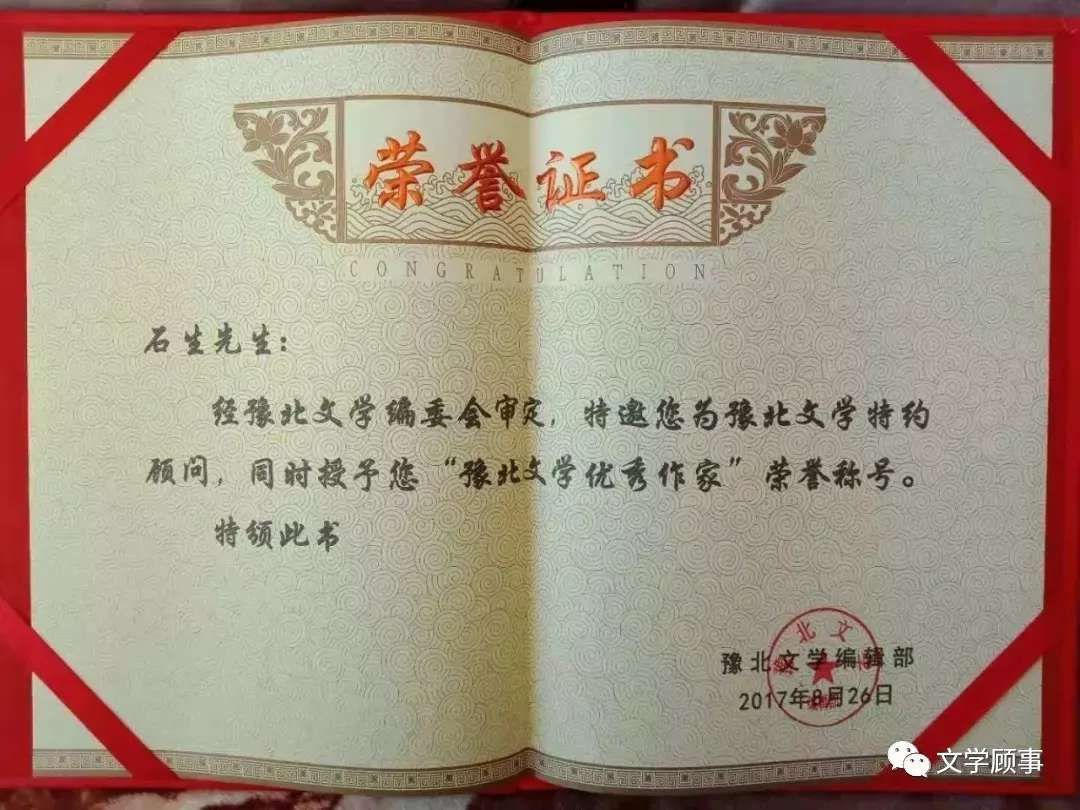 荣誉证书
CONGRATULATION
石生先生：
经豫北文学编委会审定，特邀您为豫北文学特约
顾问，同时授予您“豫北文学优秀作家”荣誉称号。
特颁此书
豫北文学编辑部
2017年8月26日
文学顾事